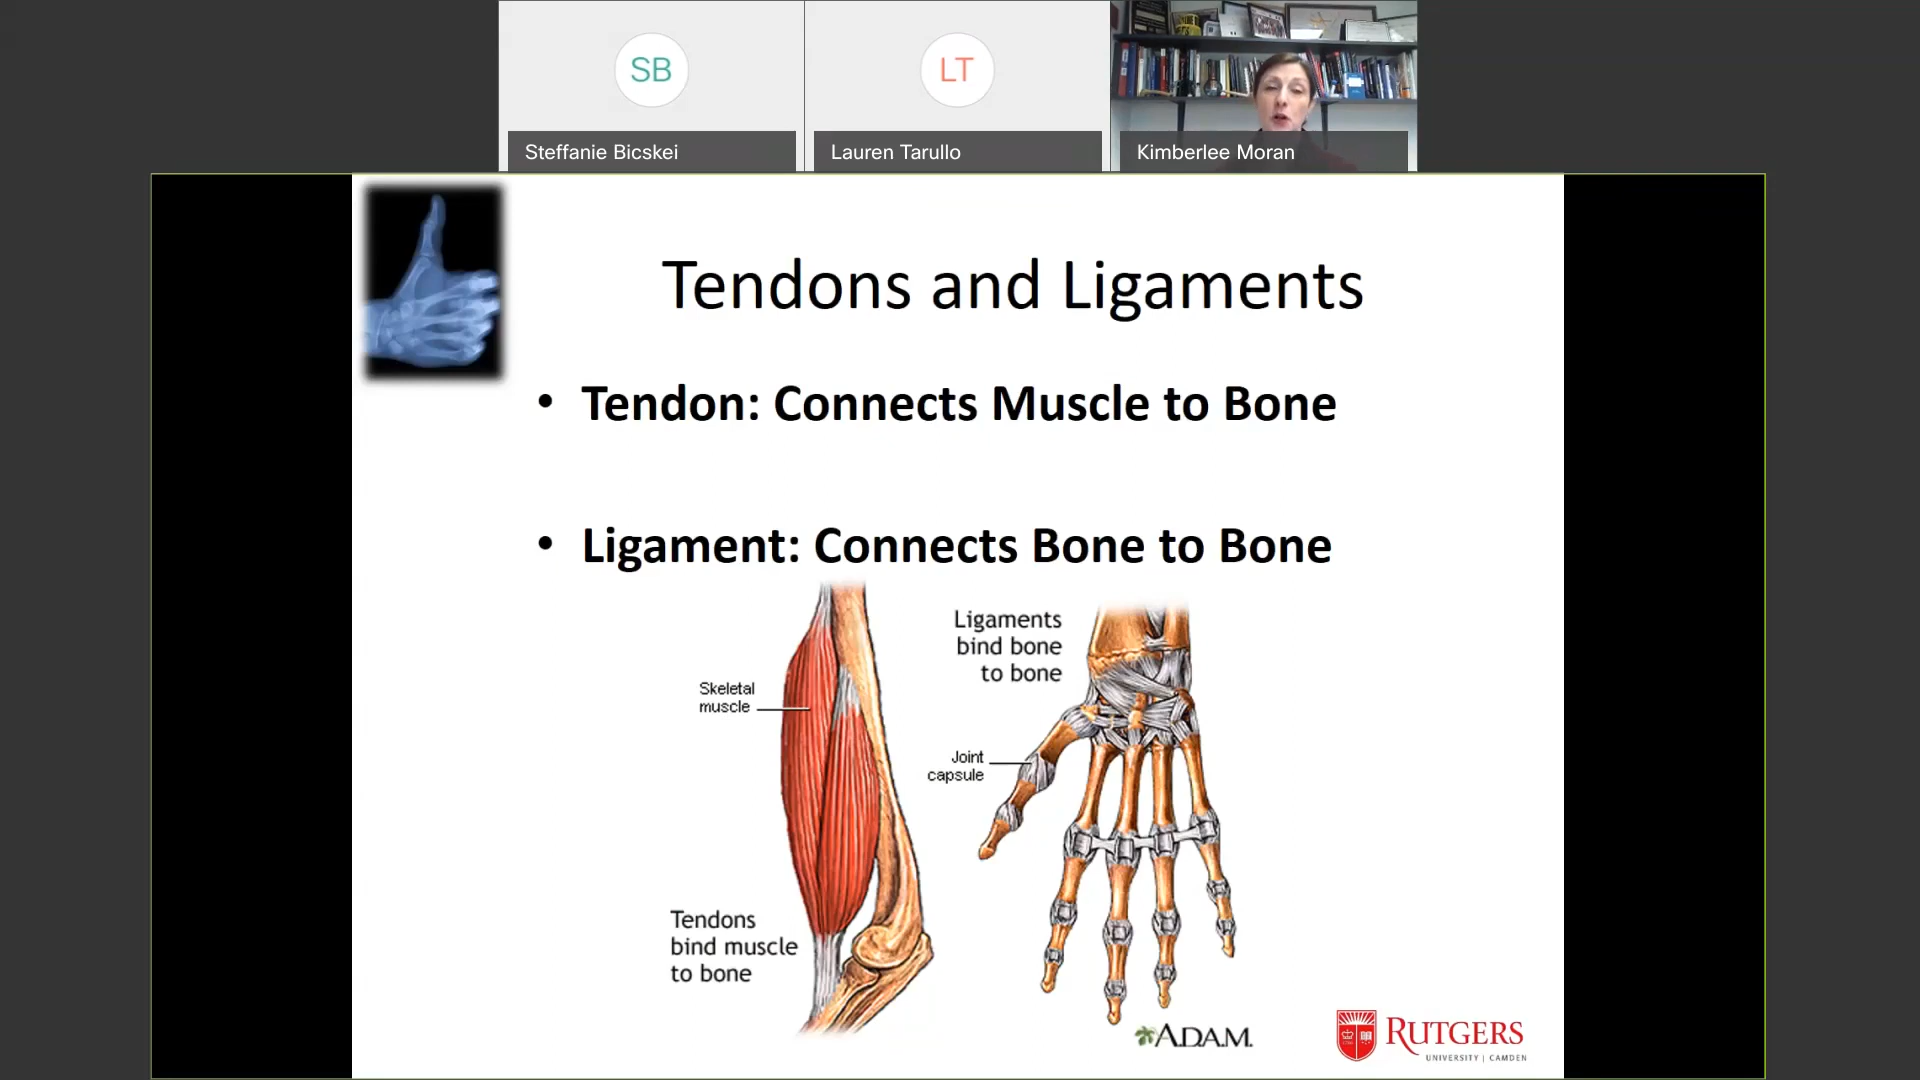 SB
LT
Steffanie Bicskei
Lauren Tarullo
Kimberlee Moran
Tendons and Ligaments
• Tendon: Connects Muscle to Bone
• Ligament: Connects Bone to Bone
Skeletal
muscle
Tendons
bind muscle
to bone
Ligaments
bind bone
to bone
Joint
capsule
ADAM.
RUTGERS
UNIVERSITY | CAMDEN